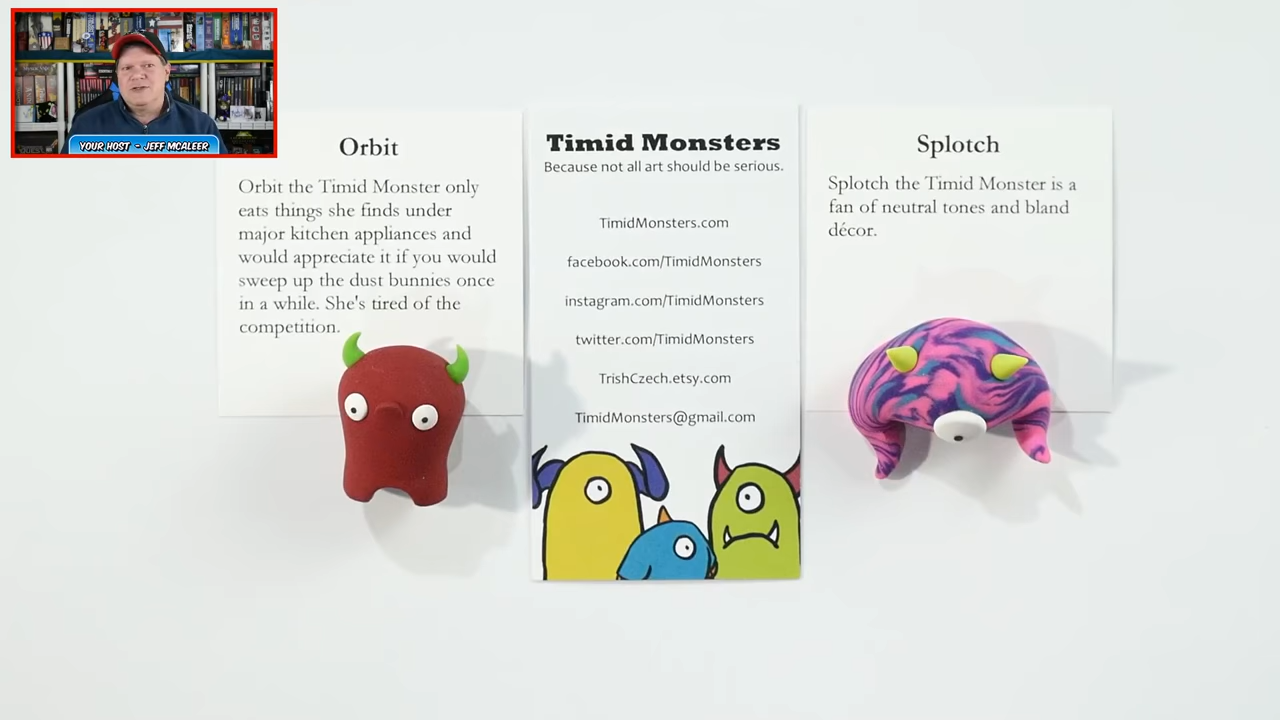 YOUR HOST - JEFF MCALEER
Orbit
Orbit the Timid Monster only
eats things she finds under
major kitchen appliances and
would appreciate it if you would
sweep up the dust bunnies once
in a while. She's tired of the
competition.
Timid Monsters
Because not all art should be serious.
TimidMonsters.com
facebook.com/TimidMonsters
instagram.com/TimidMonsters
twitter.com/TimidMonsters
TrishCzech.etsy.com
TimidMonsters@gmail.com
Splotch
Splotch the Timid Monster is a
fan of neutral tones and bland
décor.